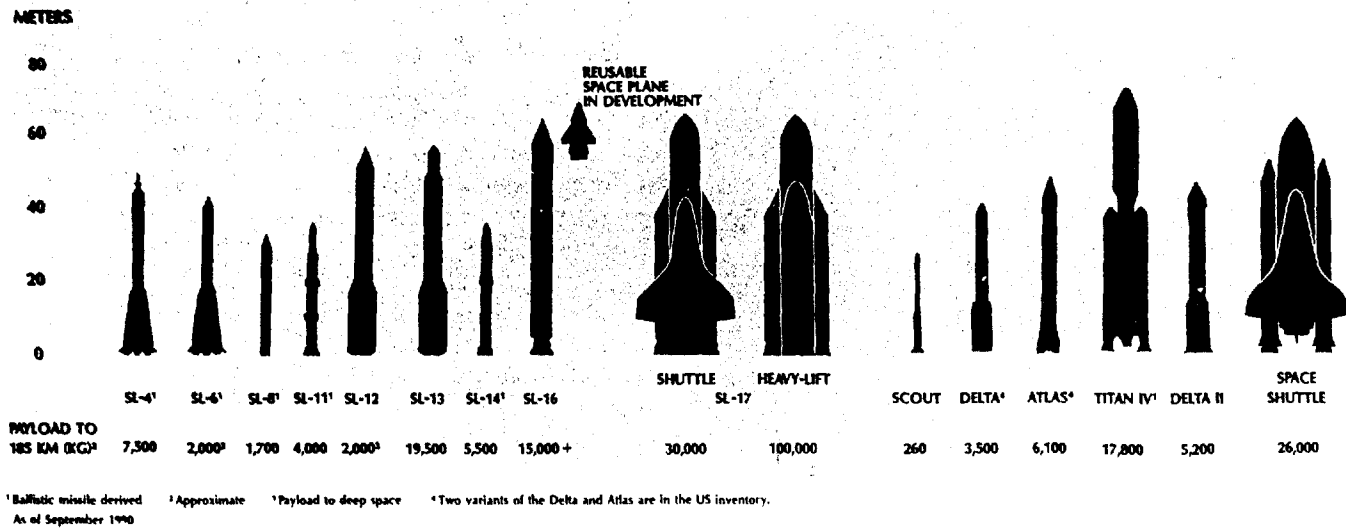 METERS
80
REUSABLE
SPACE PLANE
IN DEVELOPMENT
60
40
20
0
SHUTTLE HEAVY-LIFT SPACE
SL-4¹ SL-6¹ SL-8¹ SL-11¹ SL-12 SL-13 SL-14¹ SL-16 SL-17 SCOUT DELTA⁴ ATLAS⁴ TITAN IV¹ DELTA II SHUTTLE
PAYLOAD TO
185 KM (KG)² 7,500 2,000³ 1,700 4,000 2,000³ 19,500 5,500 15,000+ 30,000 100,000 260 3,500 6,100 17,800 5,200 26,000
¹ Ballistic missile derived ² Approximate ³ Payload to deep space ⁴ Two variants of the Delta and Atlas are in the US inventory.
As of September 1990